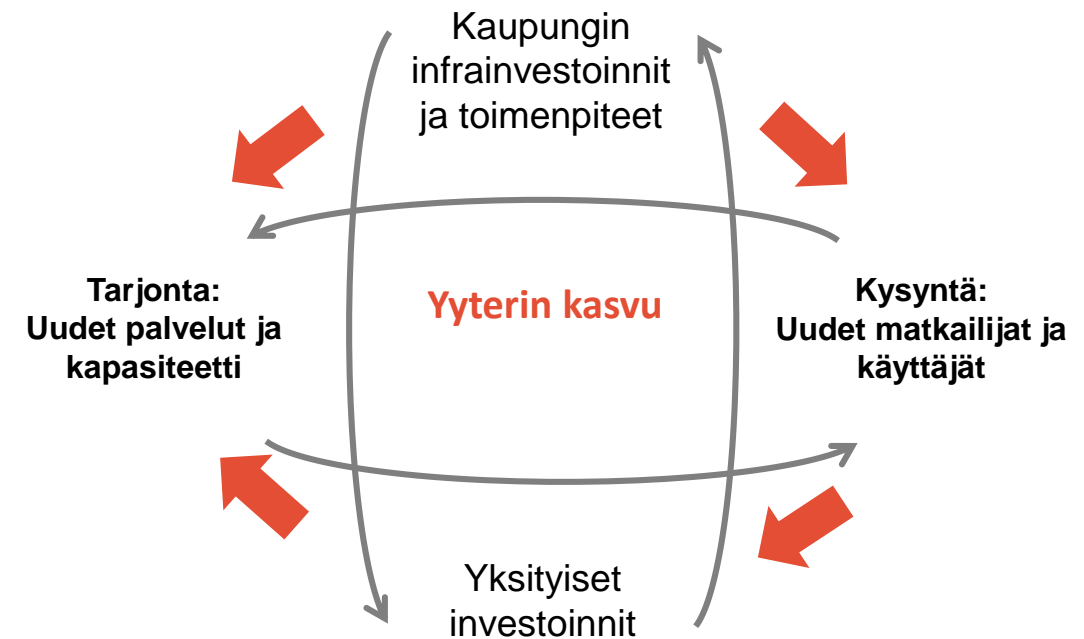 Kaupungin
infrainvestoinnit
ja toimenpiteet
Tarjonta:
Uudet palvelut ja
kapasiteetti
Yyterin kasvu
Kysyntä:
Uudet matkailijat ja
käyttäjät
Yksityiset
investoinnit